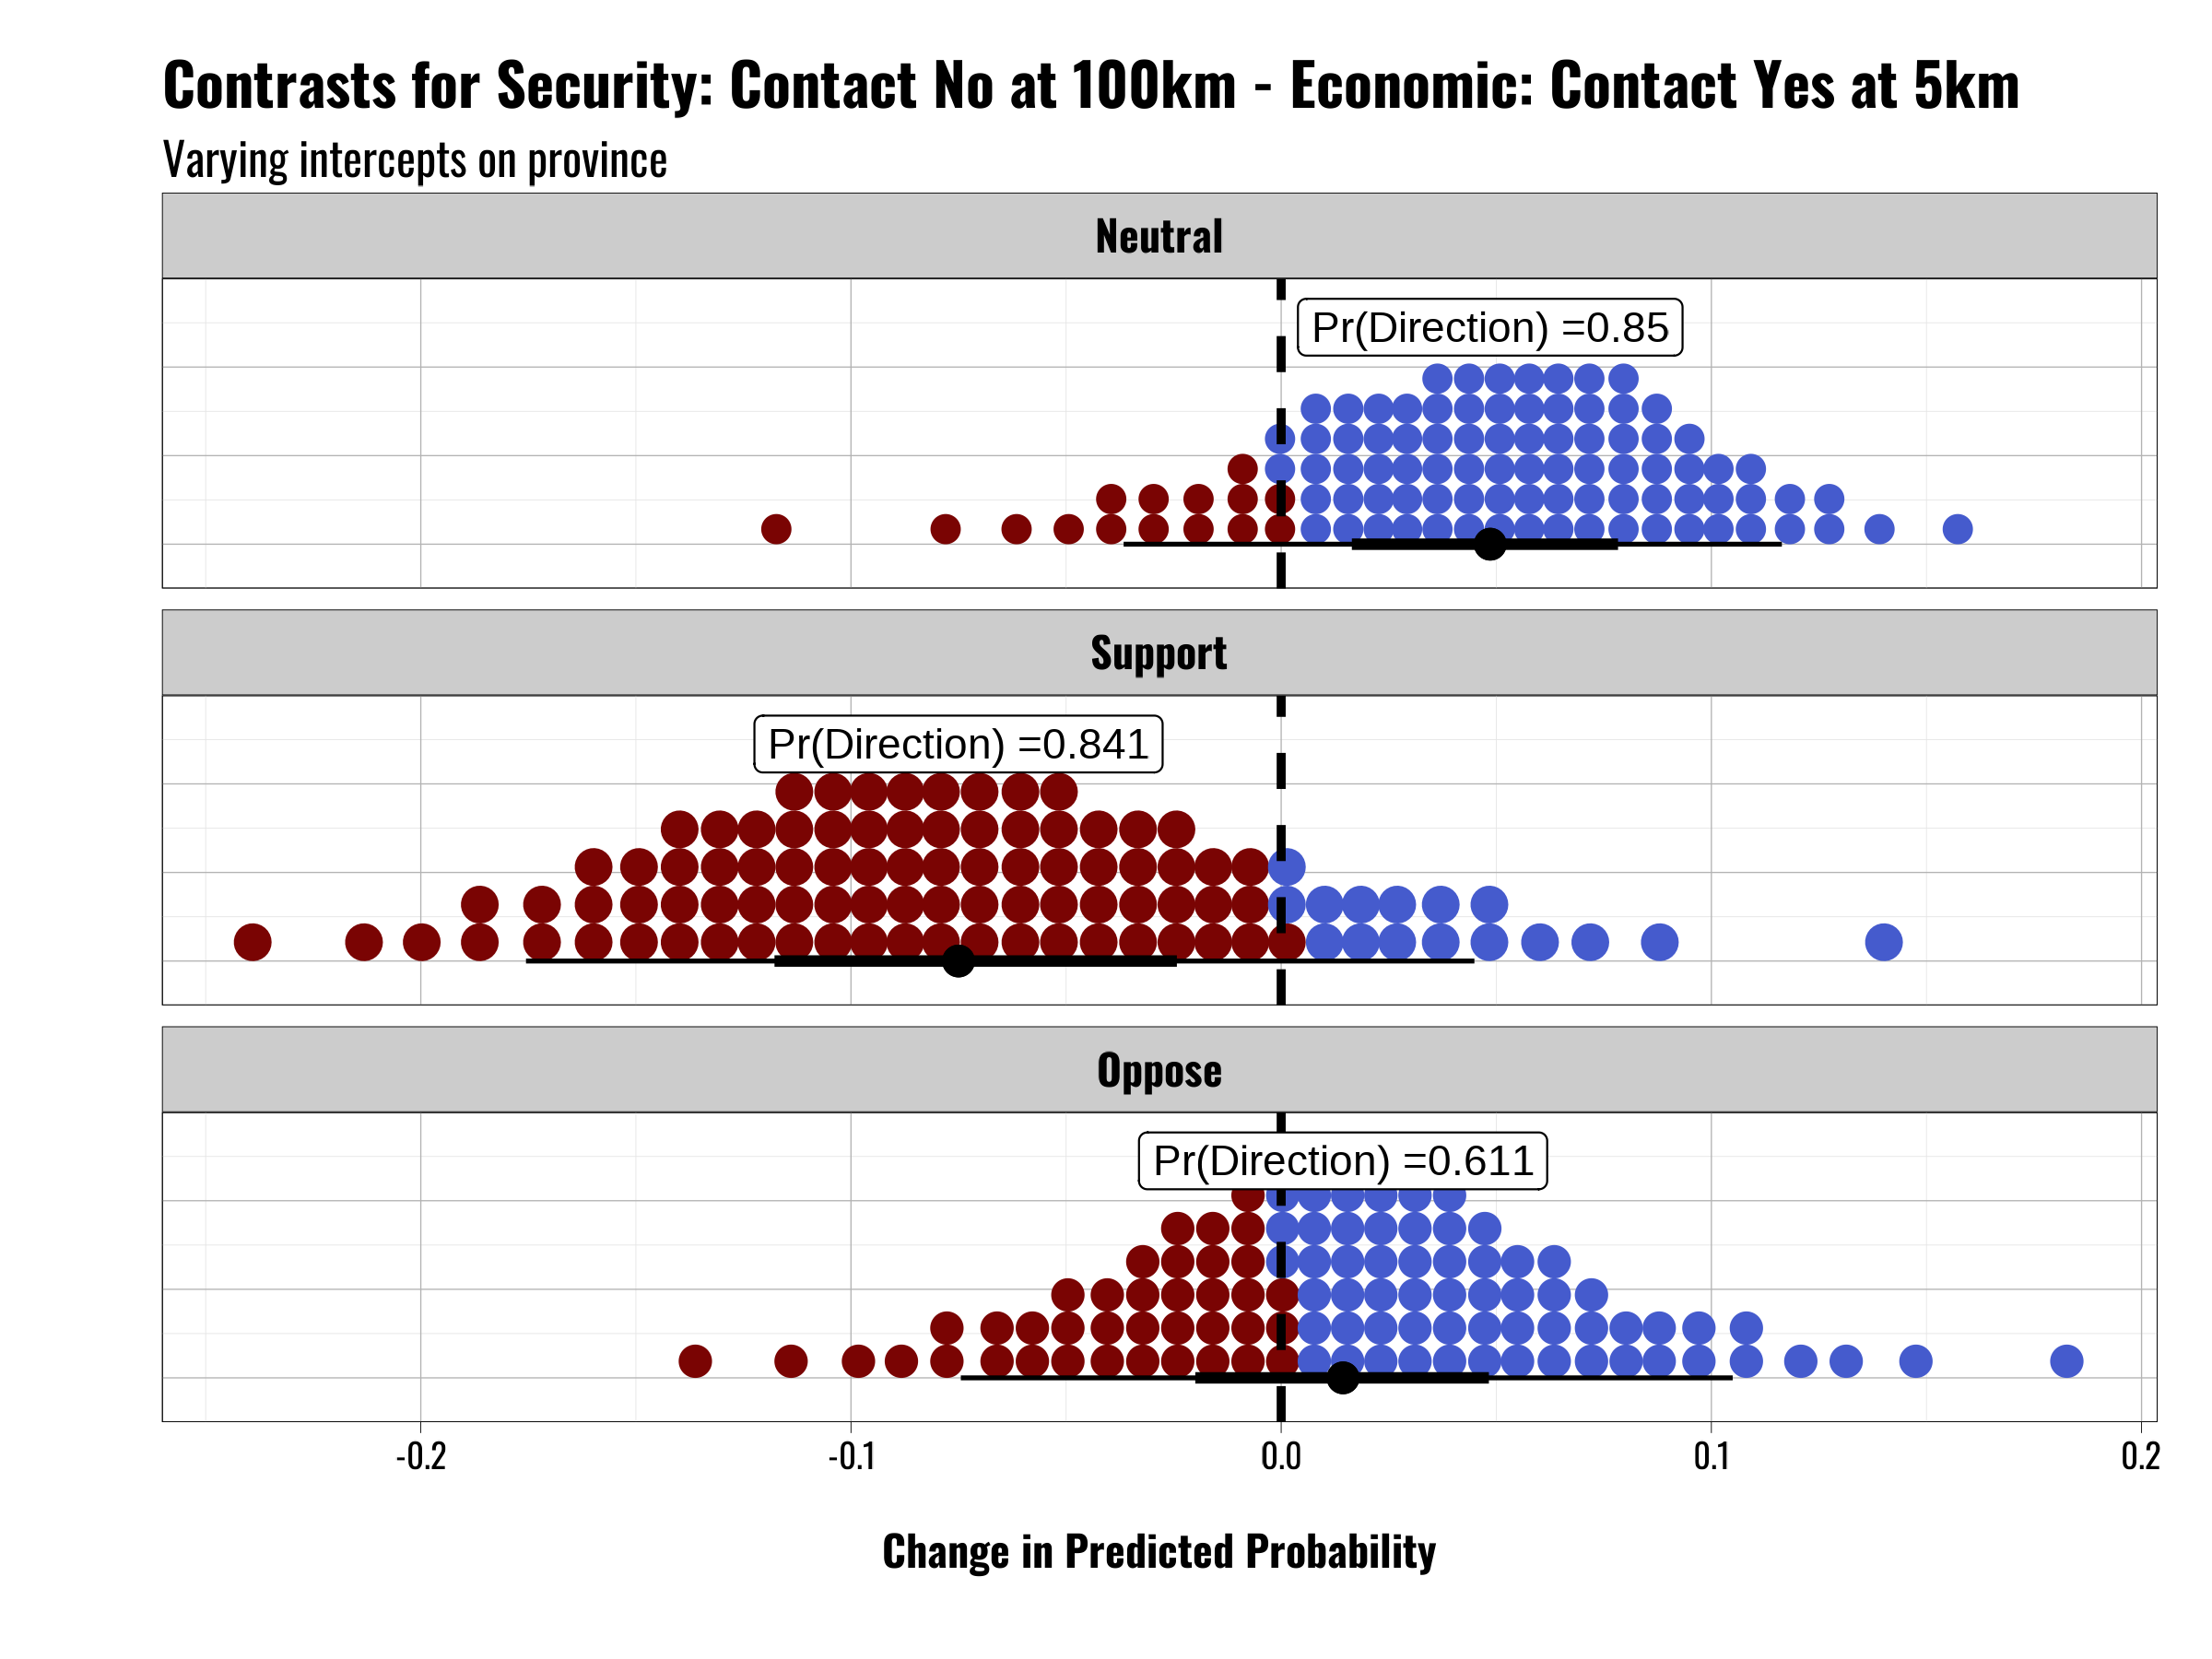 Contrasts for Security: Contact No at 100km - Economic: Contact Yes at 5km
Varying intercepts on province
Neutral
Pr(Direction) =0.85
Support
Pr(Direction) =0.841
Oppose
Pr(Direction) =0.611
-0.2 -0.1 0.0 0.1 0.2
Change in Predicted Probability